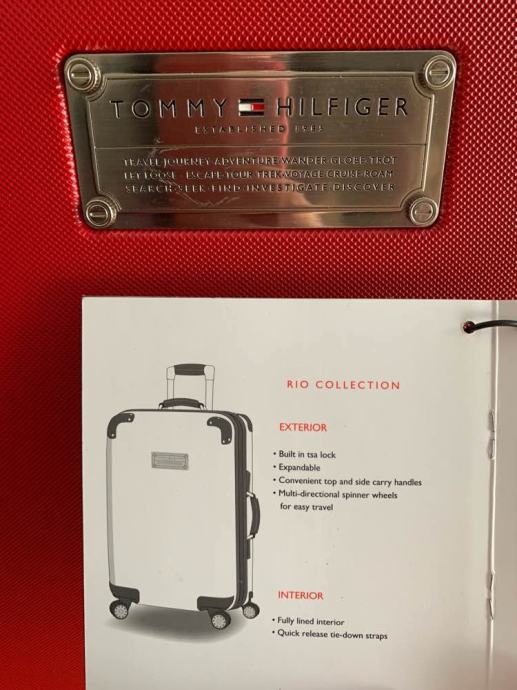 TOMMY HILFIGER
ESTABLISHED 1985
TRAVEL·JOURNEY·ADVENTURE·WANDER·GLOBE·TROT
LET LOOSE · ESCAPE·TOUR·TREK·VOYAGE·CRUISE·ROAM
SEARCH·SEEK·FIND·INVESTIGATE·DISCOVER
RIO COLLECTION
EXTERIOR
• Built in tsa lock
• Expandable
• Convenient top and side carry handles
• Multi-directional spinner wheels
for easy travel
INTERIOR
• Fully lined interior
• Quick release tie-down straps